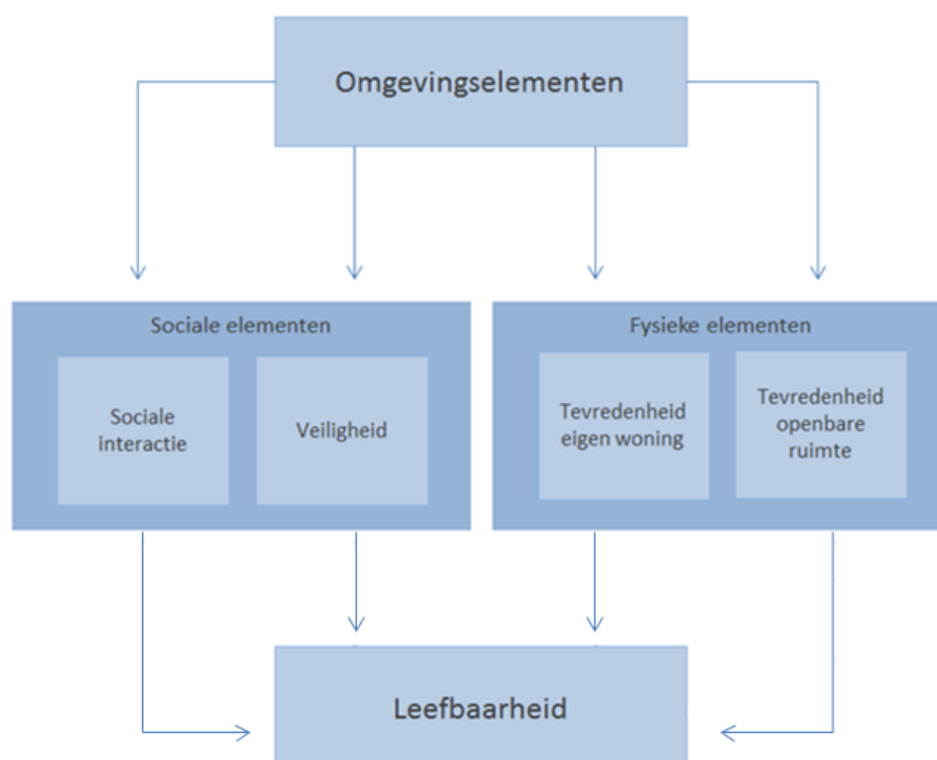 Omgevingselementen
Sociale elementen
Sociale
interactie
Veiligheid
Fysieke elementen
Tevredenheid
eigen woning
Tevredenheid
openbare
ruimte
Leefbaarheid